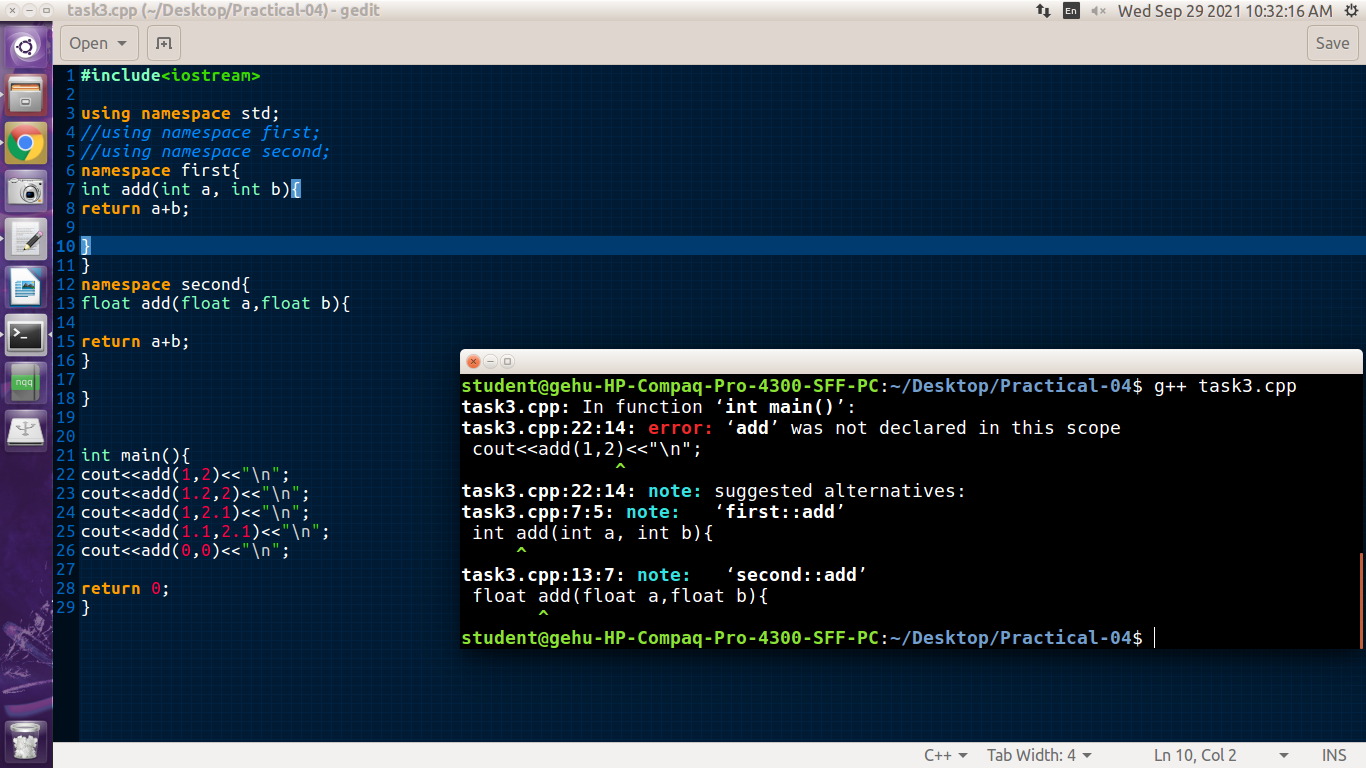 task3.cpp (~/Desktop/Practical-04) - gedit
En
Wed Sep 29 2021 10:32:16 AM
Open
Save
1 #include<iostream>
2
3 using namespace std;
4 //using namespace first;
5 //using namespace second;
6 namespace first{
7 int add(int a, int b){
8 return a+b;
9
10 }
11 }
12 namespace second{
13 float add(float a,float b){
14
15 return a+b;
16 }
17
18 }
19
20
21 int main(){
22 cout<<add(1,2)<<"\n";
23 cout<<add(1.2,2)<<"\n";
24 cout<<add(1,2.1)<<"\n";
25 cout<<add(1.1,2.1)<<"\n";
26 cout<<add(0,0)<<"\n";
27
28 return 0;
29 }
nqq
>_
student@gehu-HP-Compaq-Pro-4300-SFF-PC:~/Desktop/Practical-04$ g++ task3.cpp
task3.cpp: In function ‘int main()’:
task3.cpp:22:14: error: ‘add’ was not declared in this scope
cout<<add(1,2)<<"\n";
^
task3.cpp:22:14: note: suggested alternatives:
task3.cpp:7:5: note:   ‘first::add’
int add(int a, int b){
^
task3.cpp:13:7: note:   ‘second::add’
float add(float a,float b){
^
student@gehu-HP-Compaq-Pro-4300-SFF-PC:~/Desktop/Practical-04$
C++
Tab Width: 4
Ln 10, Col 2
INS